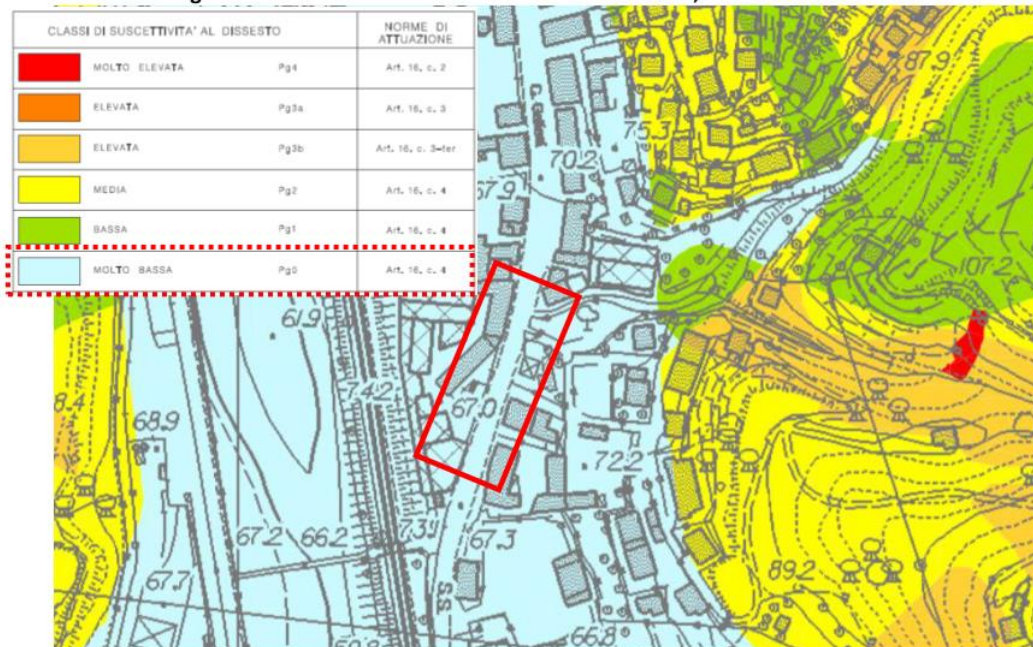 CLASSI DI SUSCETTIVITA' AL DISSESTO
NORME DI
ATTUAZIONE
MOLTO ELEVATA Pg4 Art. 16, c. 2
ELEVATA Pg3a Art. 16, c. 3
ELEVATA Pg3b Art. 16, c. 3-ter
MEDIA Pg2 Art. 16, c. 4
BASSA Pg1 Art. 16, c. 4
MOLTO BASSA Pg0 Art. 16, c. 4
87.9
75.3
70.2
67.9
107.2
61.9
74.2
67.0
68.9
72.2
67.2
66.2
67.3
67.7
89.2
S.S.
66.8